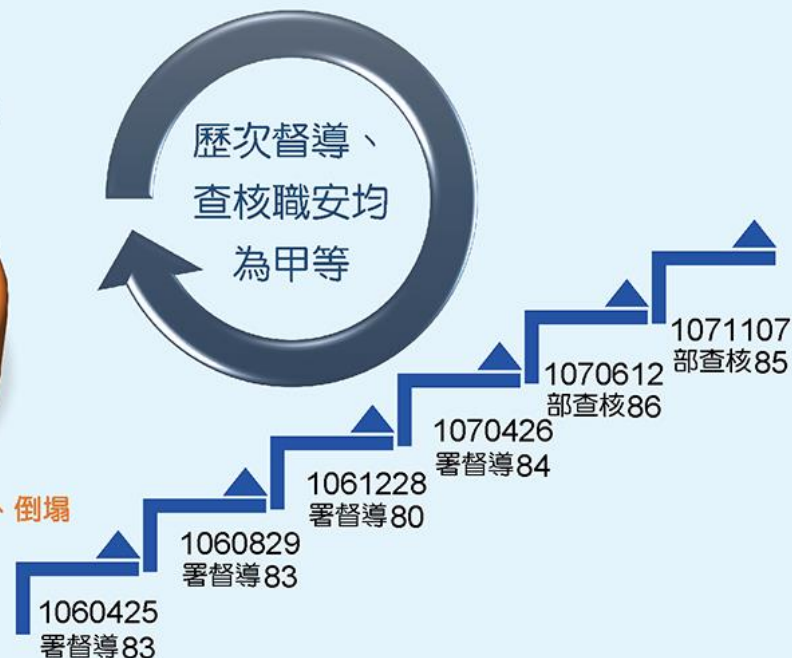 歷次督導、
查核職安均
為甲等
1071107
部查核85
1070612
部查核86
1070426
署督導84
1061228
署督導80
1060829
署督導83
1060425
署督導83
、倒塌